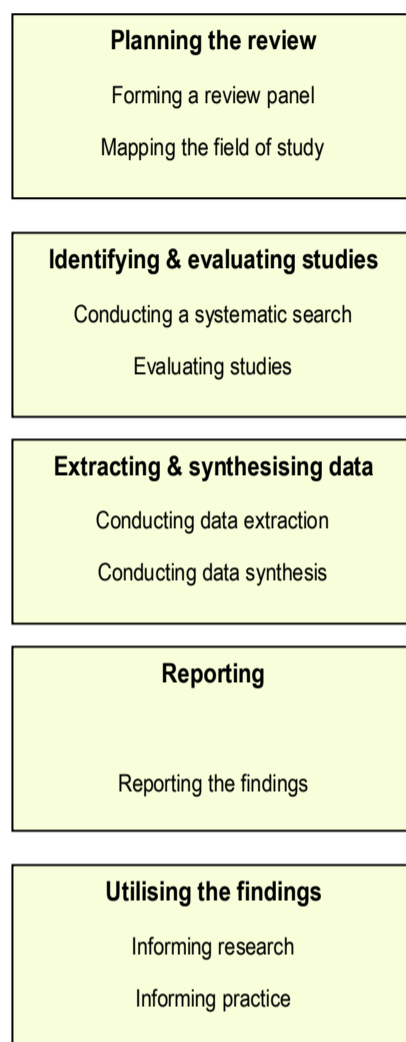 Planning the review
Forming a review panel
Mapping the field of study
Identifying & evaluating studies
Conducting a systematic search
Evaluating studies
Extracting & synthesising data
Conducting data extraction
Conducting data synthesis
Reporting
Reporting the findings
Utilising the findings
Informing research
Informing practice